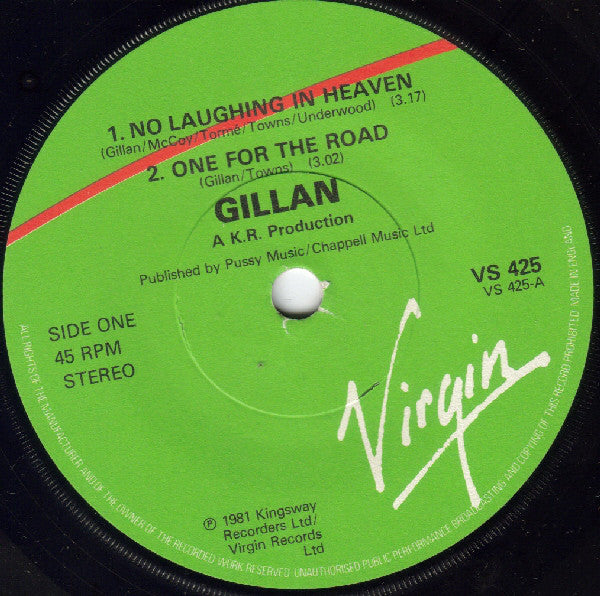 1. NO LAUGHING IN HEAVEN
(Gillan/McCoy/Tormé/Towns/Underwood) (3.17)
2. ONE FOR THE ROAD
(Gillan/Towns) (3.02)
GILLAN
A K.R. Production
Published by Pussy Music/Chappell Music Ltd
VS 425
VS 425-A
SIDE ONE
45 RPM
STEREO
Virgin
℗ 1981 Kingsway
Recorders Ltd/
Virgin Records
Ltd
ALL RIGHTS OF THE MANUFACTURER AND OF THE OWNER OF THE RECORDED WORK RESERVED. UNAUTHORISED PUBLIC PERFORMANCE BROADCASTING AND COPYING OF THIS RECORD PROHIBITED. MADE IN ENGLAND